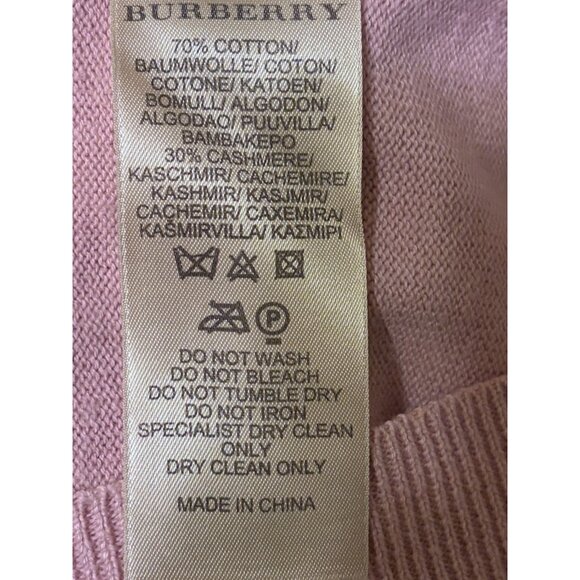 BURBERRY
70% COTTON/
BAUMWOLLE/ COTON/
COTONE/ KATOEN/
BOMULL/ ALGODON/
ALGODAO/ PUUVILLA/
BAMBAKEPO
30% CASHMERE/
KASCHMIR/ CACHEMIRE/
KASHMIR/ KASJMIR/
CACHEMIR/ CAXEMIRA/
KAŠMIRVILLA/ ΚΑΣΜΙΡΙ
P
DO NOT WASH
DO NOT BLEACH
DO NOT TUMBLE DRY
DO NOT IRON
SPECIALIST DRY CLEAN
ONLY
DRY CLEAN ONLY
MADE IN CHINA